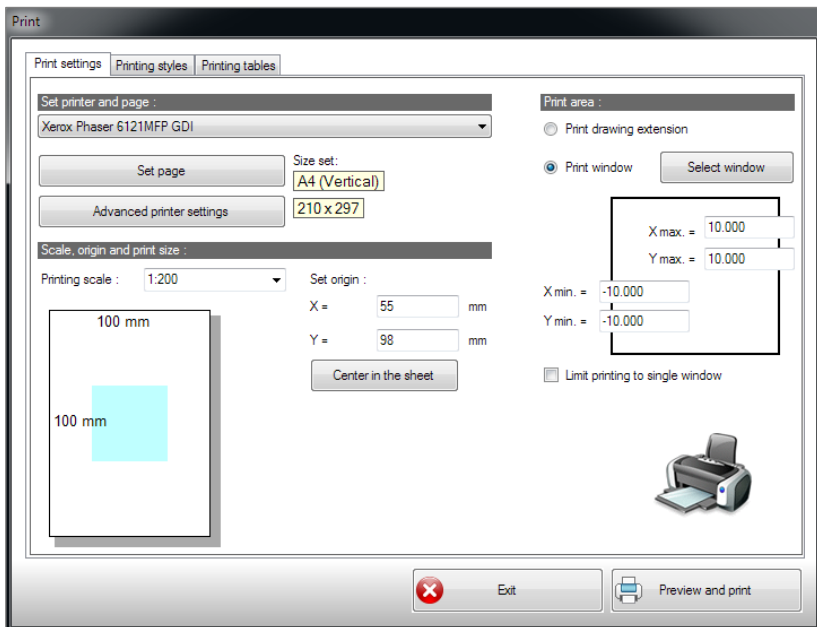 Print
Print settings
Printing styles
Printing tables
Set printer and page :
Xerox Phaser 6121MFP GDI
Set page
Size set:
A4 (Vertical)
Advanced printer settings
210 x 297
Scale, origin and print size :
Printing scale :
1:200
100 mm
100 mm
Set origin :
X =
55
mm
Y =
98
mm
Center in the sheet
Print area :
Print drawing extension
Print window
Select window
X max. =
10.000
Y max. =
10.000
X min. =
-10.000
Y min. =
-10.000
Limit printing to single window
Exit
Preview and print